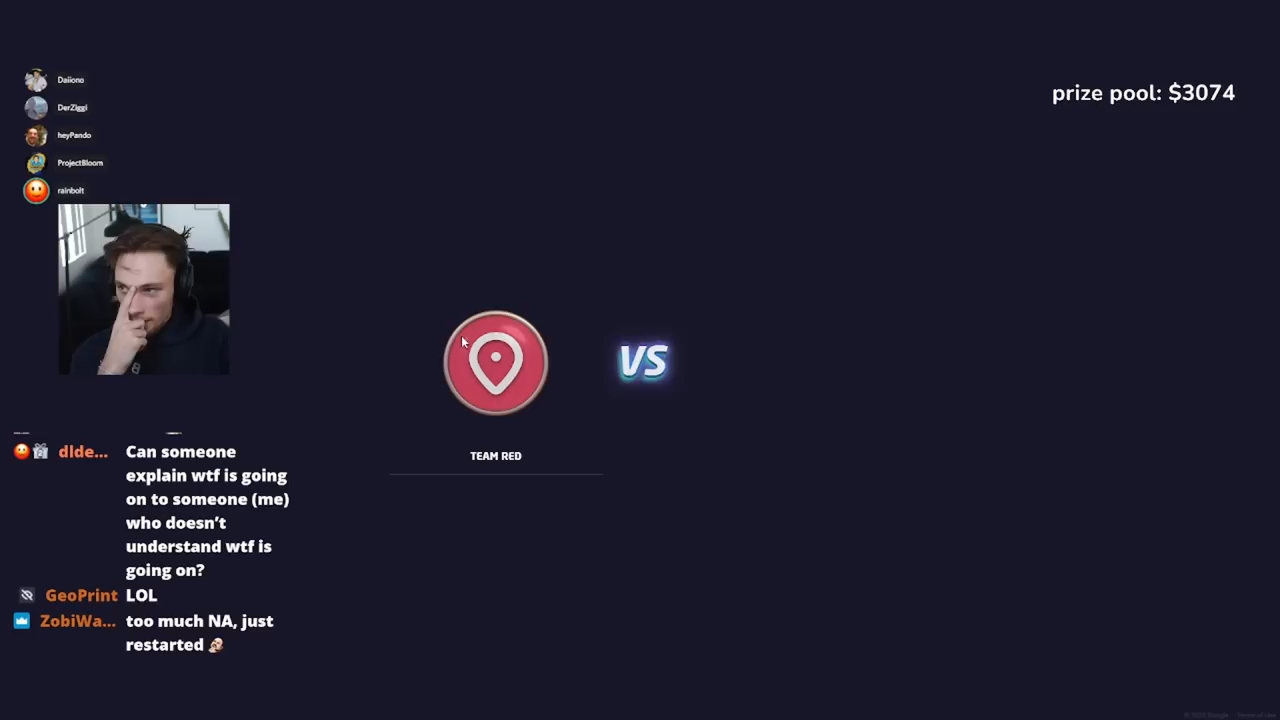 Daiiono
DerZiggi
heyPando
ProjectBloom
rainbolt
prize pool: $3074
VS
TEAM RED
dlde... Can someone
explain wtf is going
on to someone (me)
who doesn't
understand wtf is
going on?
GeoPrint LOL
ZobiWa... too much NA, just
restarted